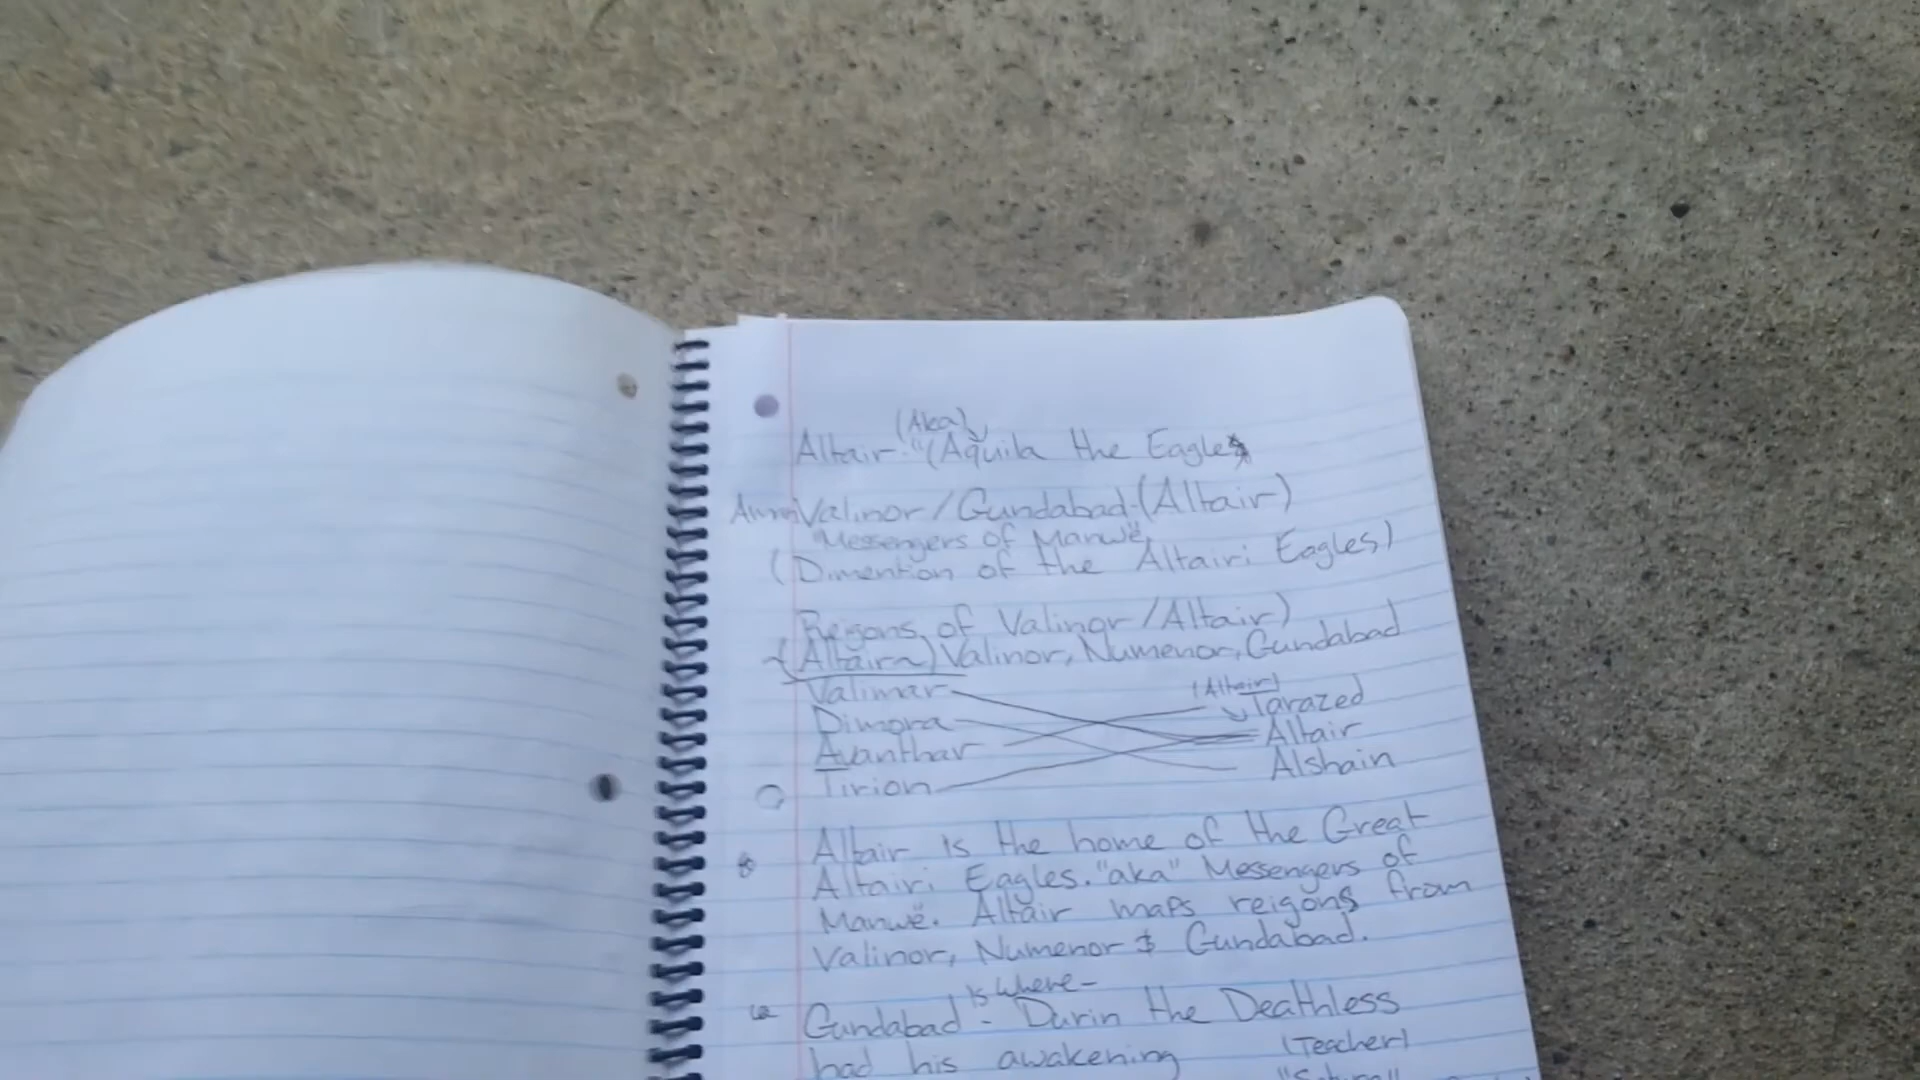 (Aka)
Altair - "(Aquila the Eagle
Valinor / Gundabad - (Altair)
"Messengers of Manwë
(Dimention of the Altairi Eagles)
Reigons of Valinor / Altair)
Valinor, Numenor, Gundabad
Valimar
(Altair)
Tarazed
Dimora
Altair
Avanthar
Alshain
Tirion
Altair is the home of the Great
Altairi Eagles. "aka" Messengers of
Manwë. Altair maps reigons from
Valinor, Numenor & Gundabad.
is where -
Gundabad - Durin the Deathless
had his awakening (Teacher)